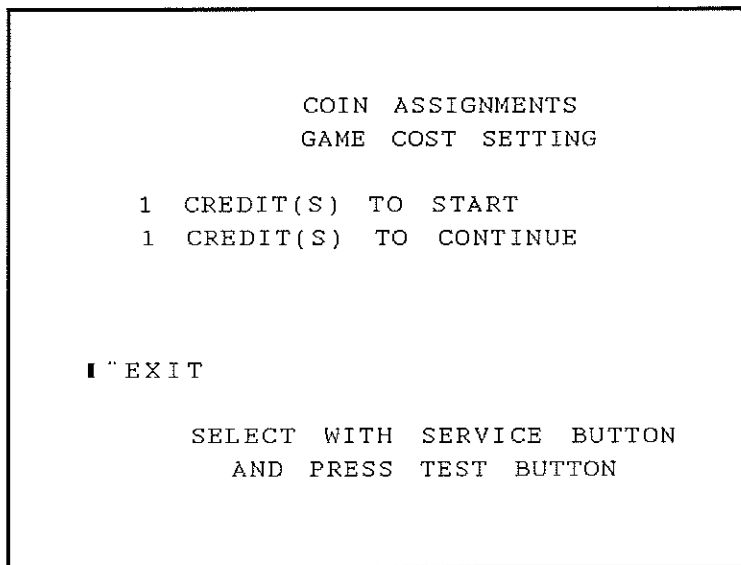 COIN ASSIGNMENTS
GAME COST SETTING
1 CREDIT(S) TO START
1 CREDIT(S) TO CONTINUE
EXIT
SELECT WITH SERVICE BUTTON
AND PRESS TEST BUTTON